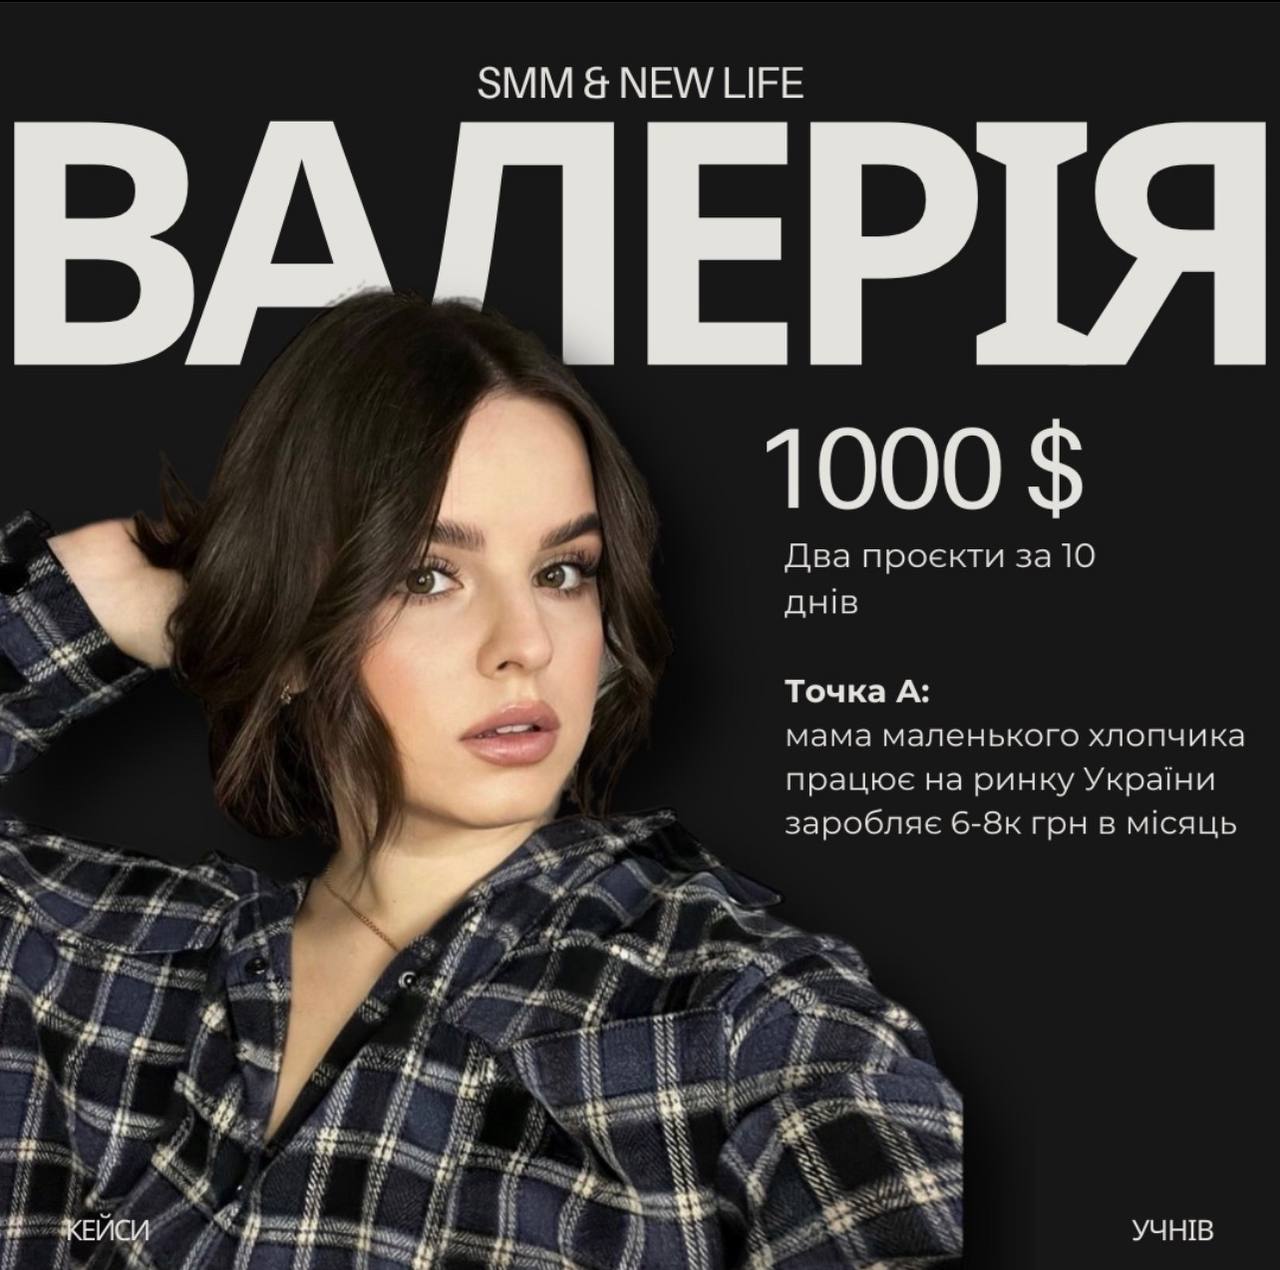 SMM & NEW LIFE
ВАЛЕРІЯ
1000 $
Два проєкти за 10
днів
Точка А:
мама маленького хлопчика
працює на ринку України
заробляє 6-8к грн в місяць
КЕЙСИ
УЧНІВ